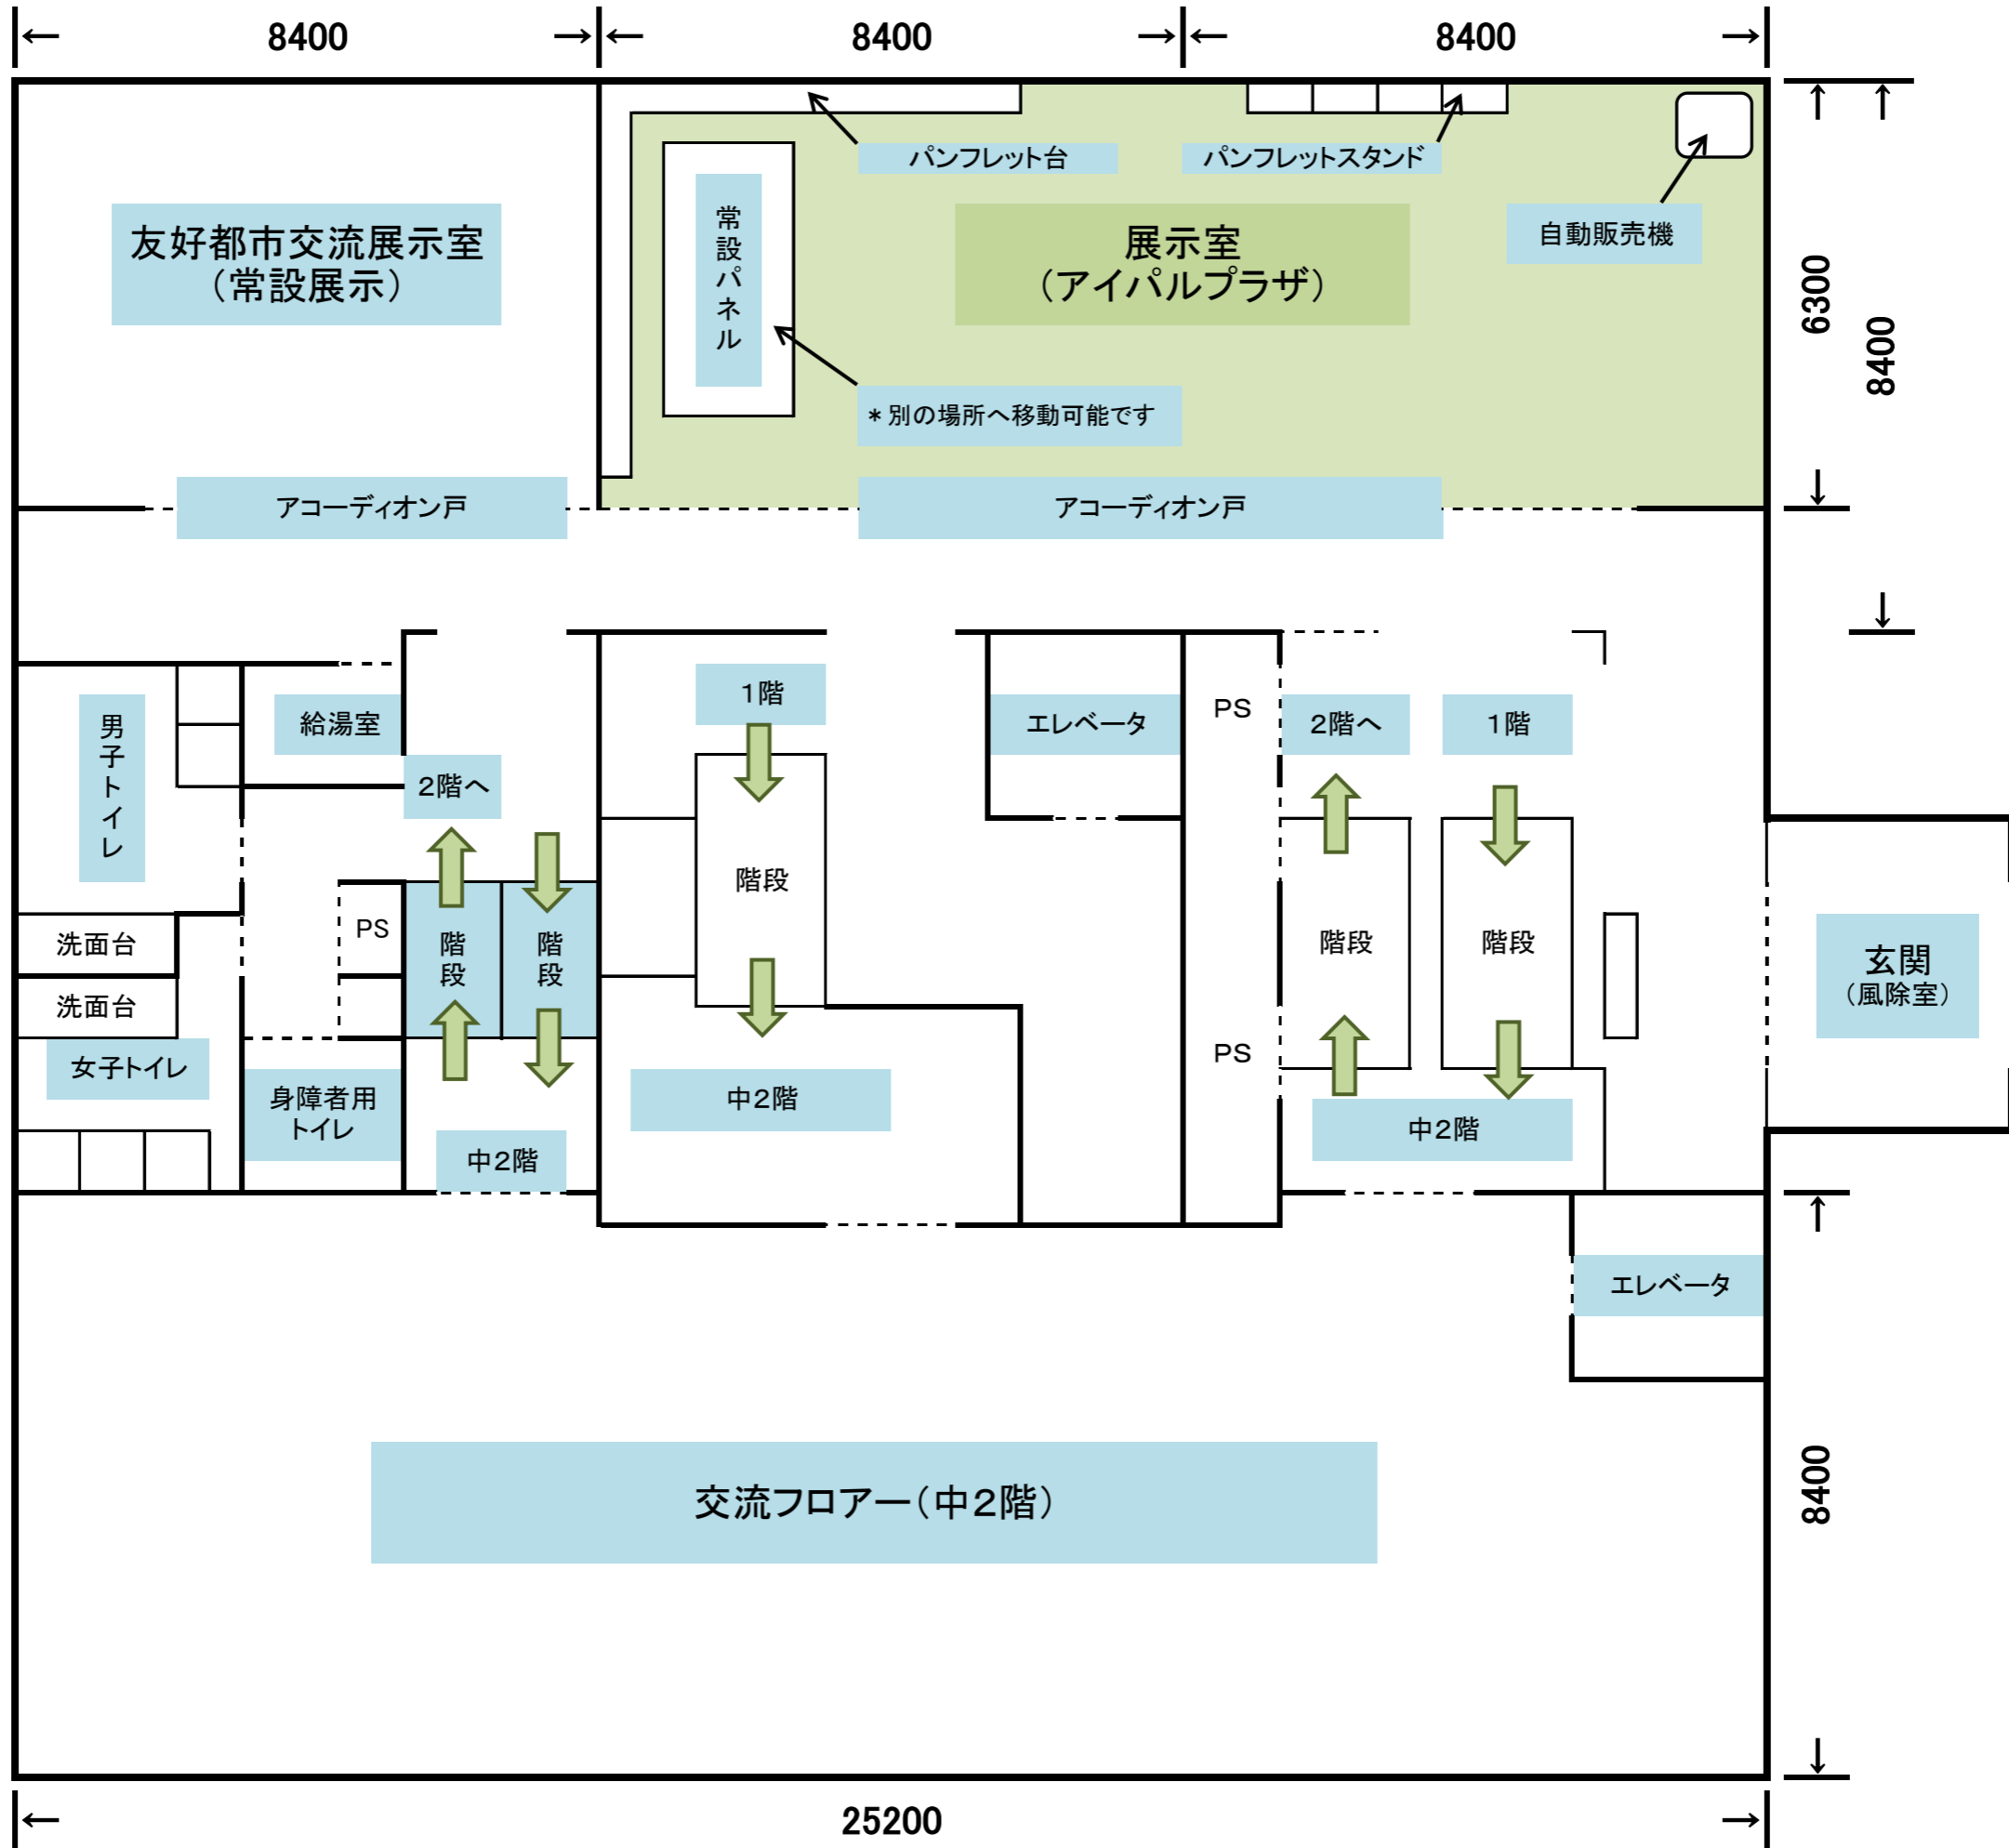 8400
8400
8400
パンフレット台
パンフレットスタンド
自動販売機
友好都市交流展示室
（常設展示）
常設パネル
展示室
（アイパルプラザ）
6300
8400
＊別の場所へ移動可能です
アコーディオン戸
アコーディオン戸
男子トイレ
給湯室
2階へ
1階
エレベータ
PS
2階へ
1階
階段
洗面台
PS
階段
階段
階段
階段
玄関
（風除室）
洗面台
女子トイレ
身障者用
トイレ
中2階
中2階
PS
中2階
エレベータ
交流フロアー（中2階）
8400
25200